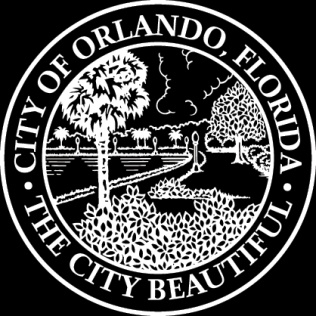 CITY OF ORLANDO, FLORIDA
• THE CITY BEAUTIFUL •